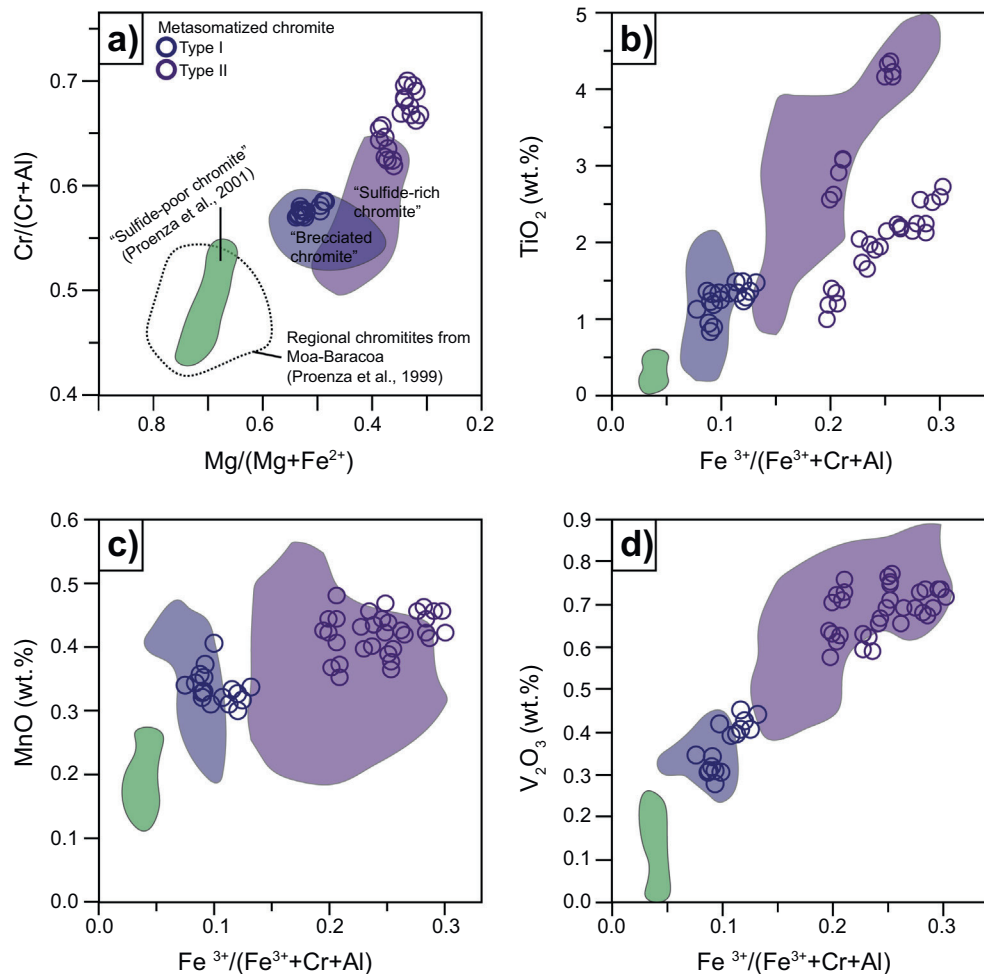 a)
Metasomatized chromite
Type I
Type II
Cr/(Cr+Al)
0.7
0.6
0.5
0.4
"Sulfide-poor chromite"
(Proenza et al., 2001)
"Sulfide-rich
chromite"
"Brecciated
chromite"
Regional chromitites from
Moa-Baracoa
(Proenza et al., 1999)
0.8 0.6 0.4 0.2
Mg/(Mg+Fe²⁺)
b)
TiO₂ (wt.%)
5
4
3
2
1
0
0 0.1 0.2 0.3
Fe ³⁺/(Fe³⁺+Cr+Al)
c)
MnO (wt.%)
0.6
0.5
0.4
0.3
0.2
0.1
0.0
0.0 0.1 0.2 0.3
Fe ³⁺/(Fe³⁺+Cr+Al)
d)
V₂O₃ (wt.%)
0.9
0.8
0.7
0.6
0.5
0.4
0.3
0.2
0.1
0.0
0 0.1 0.2 0.3
Fe ³⁺/(Fe³⁺+Cr+Al)